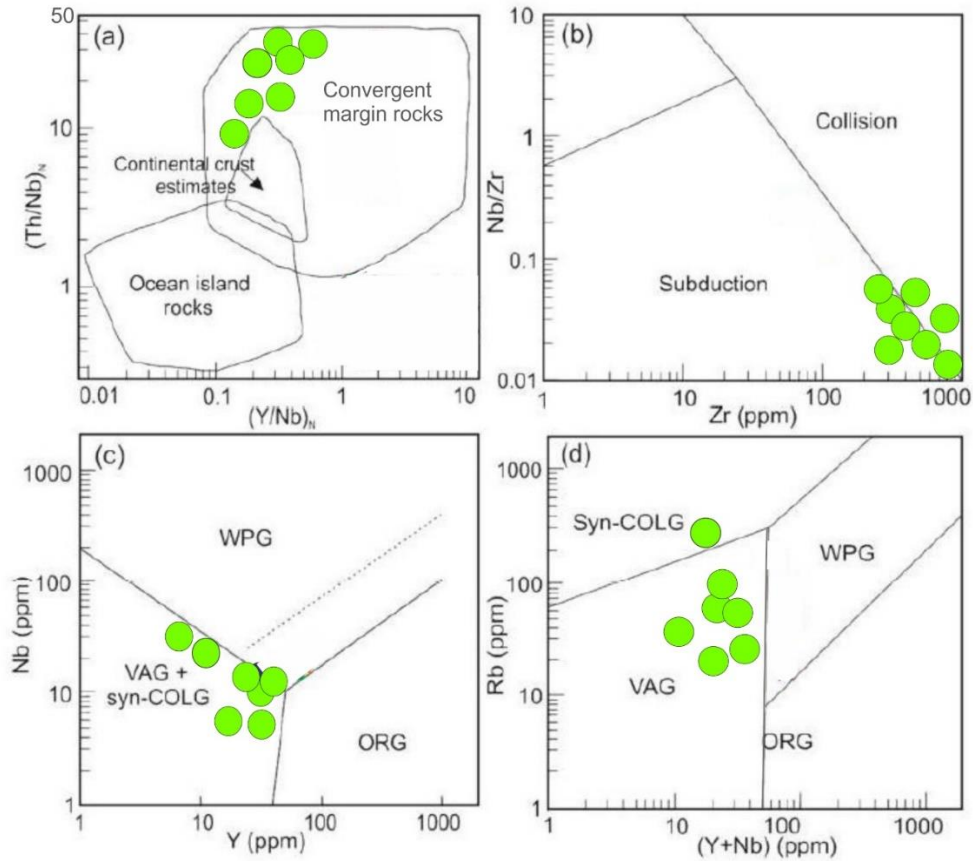 (a)
50
10
1
(Th/Nb)N
Convergent
margin rocks
Continental crust
estimates
Ocean island
rocks
0.01
0.1
1
10
(Y/Nb)N
(b)
10
1
0.1
0.01
Nb/Zr
Collision
Subduction
1
10
100
1000
Zr (ppm)
(c)
1000
100
10
1
Nb (ppm)
WPG
VAG +
syn-COLG
ORG
1
10
100
1000
Y (ppm)
(d)
1000
100
10
1
Rb (ppm)
Syn-COLG
WPG
VAG
ORG
1
10
100
1000
(Y+Nb) (ppm)